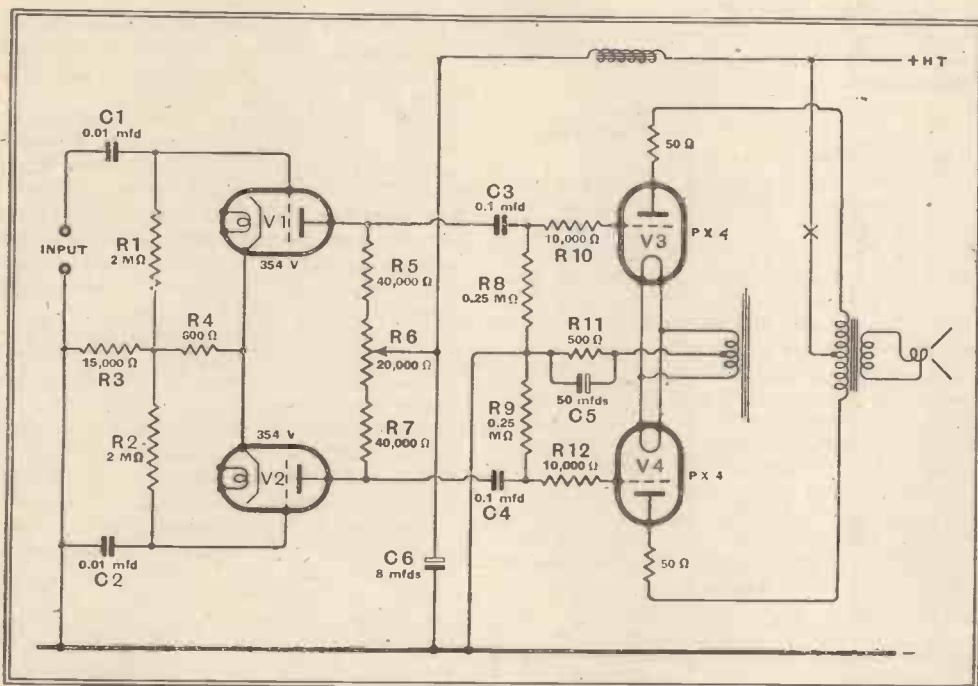 +HT
C1
0.01 mfd
50 Ω
V1
354 V
C3
0.1 mfd
10,000 Ω
R10
V3
PX 4
INPUT
R1
2 MΩ
R5
40,000 Ω
R8
0.25 MΩ
R4
600 Ω
R6
20,000 Ω
R11
500 Ω
15,000 Ω
R3
50 mfds
C5
R2
2 MΩ
354 V
V2
R7
40,000 Ω
R9
0.25
MΩ
R12
10,000 Ω
V4
PX 4
0.1 mfd
C4
0.01 mfd
C2
C6
8 mfds
50 Ω